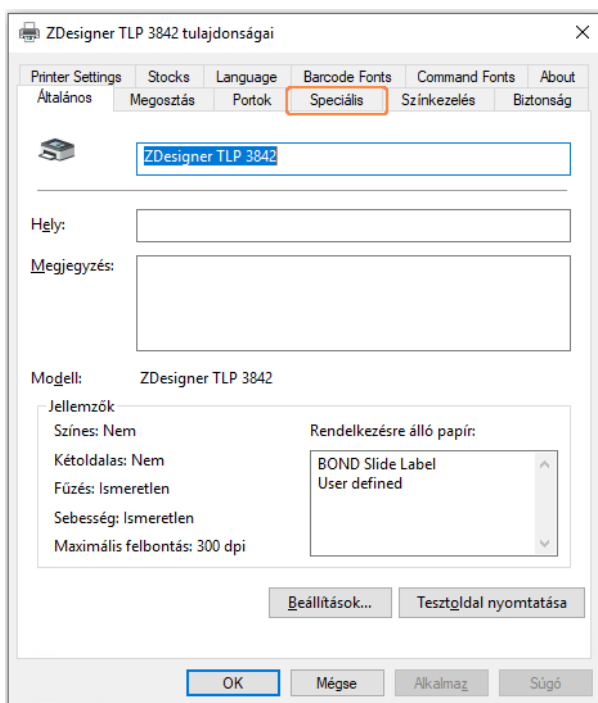 ZDesigner TLP 3842 tulajdonságai
Printer Settings Stocks Language Barcode Fonts Command Fonts About
Általános Megosztás Portok Speciális Színkezelés Biztonság
ZDesigner TLP 3842
Hely:
Megjegyzés:
Modell: ZDesigner TLP 3842
Jellemzők
Színes: Nem
Kétoldalas: Nem
Fűzés: Ismeretlen
Sebesség: Ismeretlen
Maximális felbontás: 300 dpi
Rendelkezésre álló papír:
BOND Slide Label
User defined
Beállítások... Tesztoldal nyomtatása
OK Mégse Alkalmaz Súgó